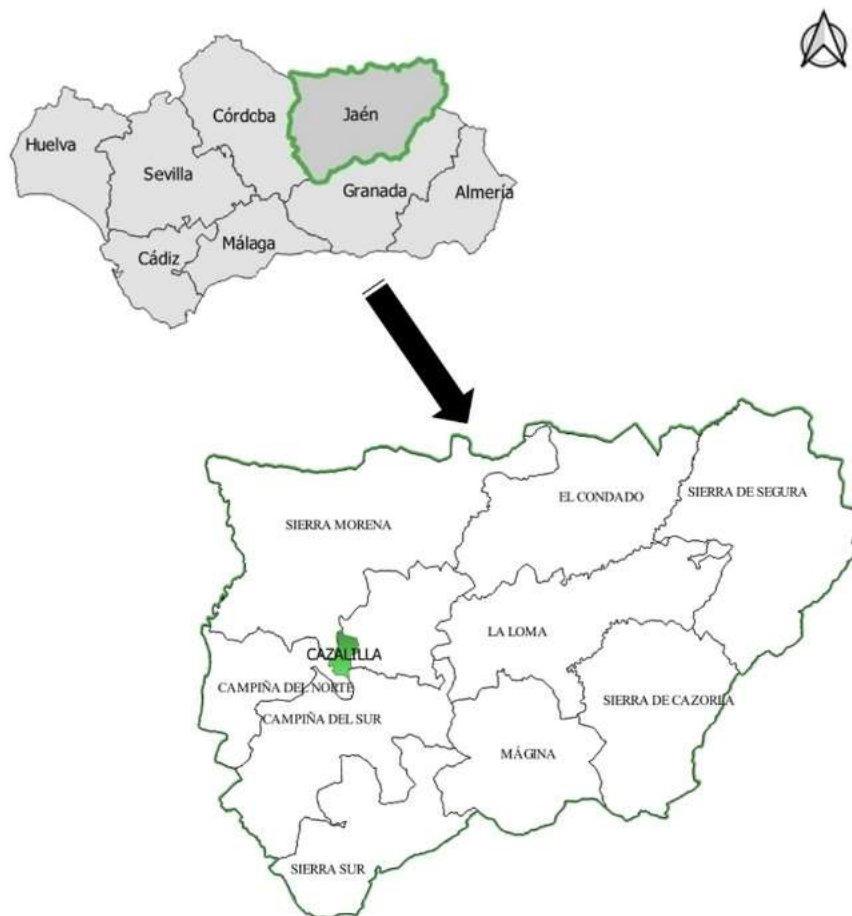 Córdcba
Jaén
Huelva
Sevilla
Granada
Almería
Málaga
Cádiz
EL CONDADO
SIERRA DE SEGURA
SIERRA MORENA
LA LOMA
CAZALILLA
CAMPIÑA DEL NORTE
SIERRA DE CAZORLA
CAMPIÑA DEL SUR
MÁGINA
SIERRA SUR